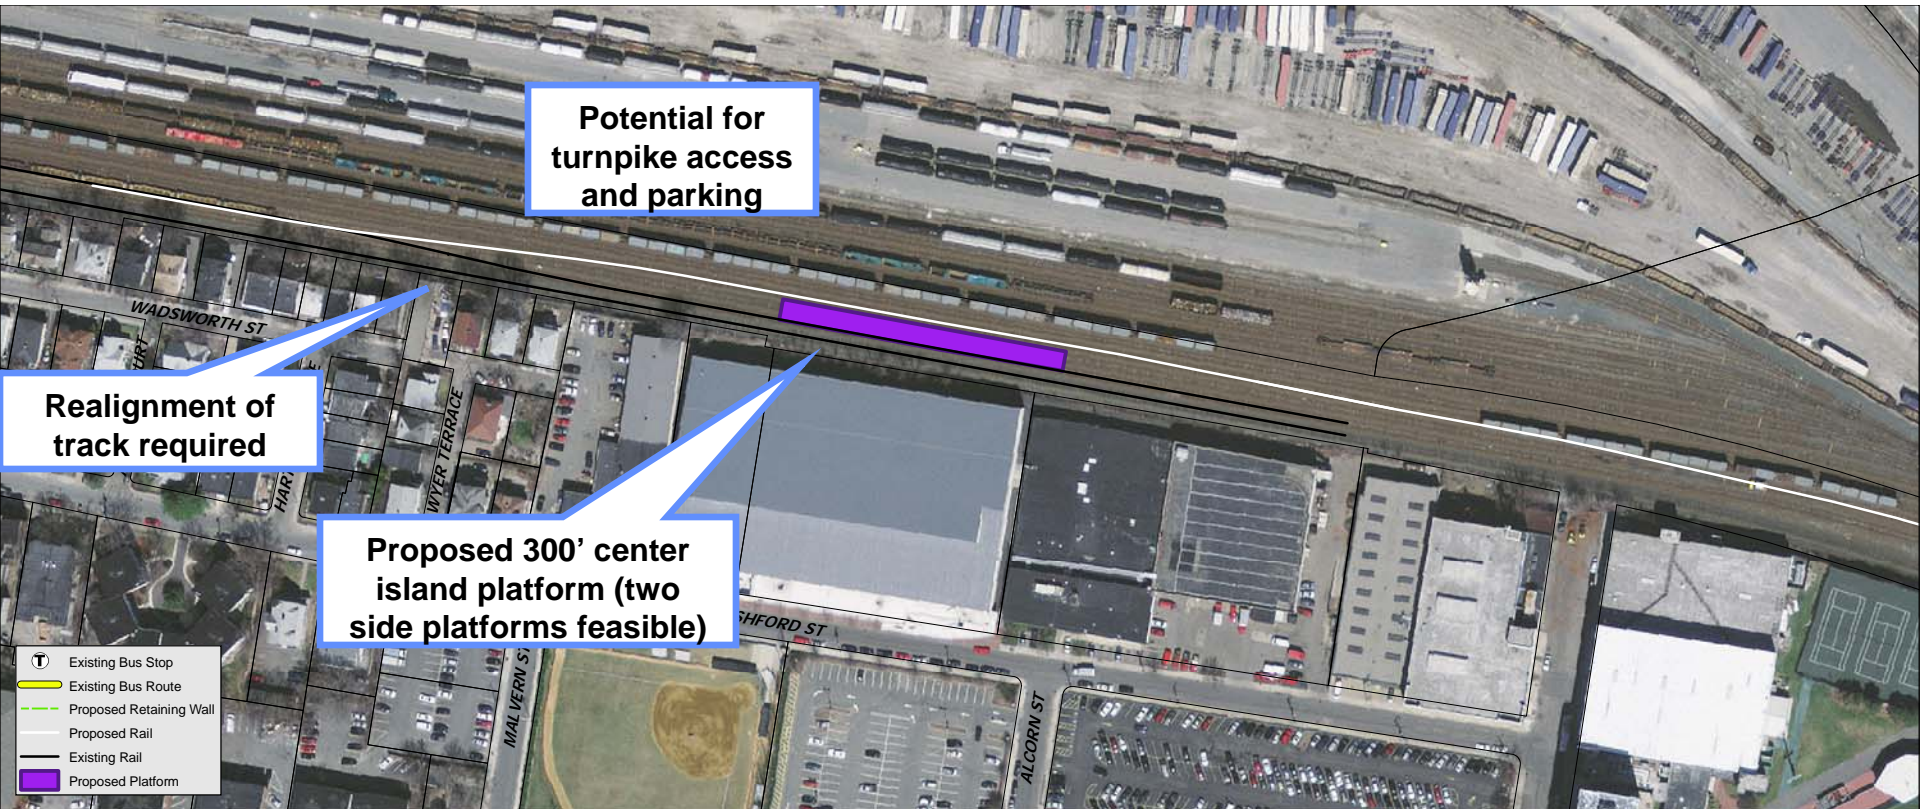 Potential for
turnpike access
and parking
WADSWORTH ST
Realignment of
track required
WYER TERRACE
Proposed 300’ center
island platform (two
side platforms feasible)
SHFORD ST
MALVERN ST
ALCORN ST
HART
URT
T
Existing Bus Stop
Existing Bus Route
Proposed Retaining Wall
Proposed Rail
Existing Rail
Proposed Platform